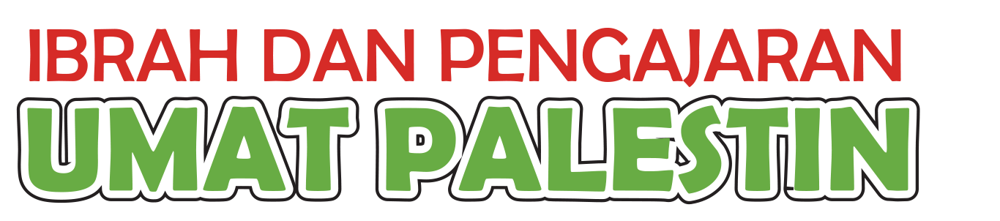 IBRAH DAN PENGAJARAN
UMAT PALESTIN